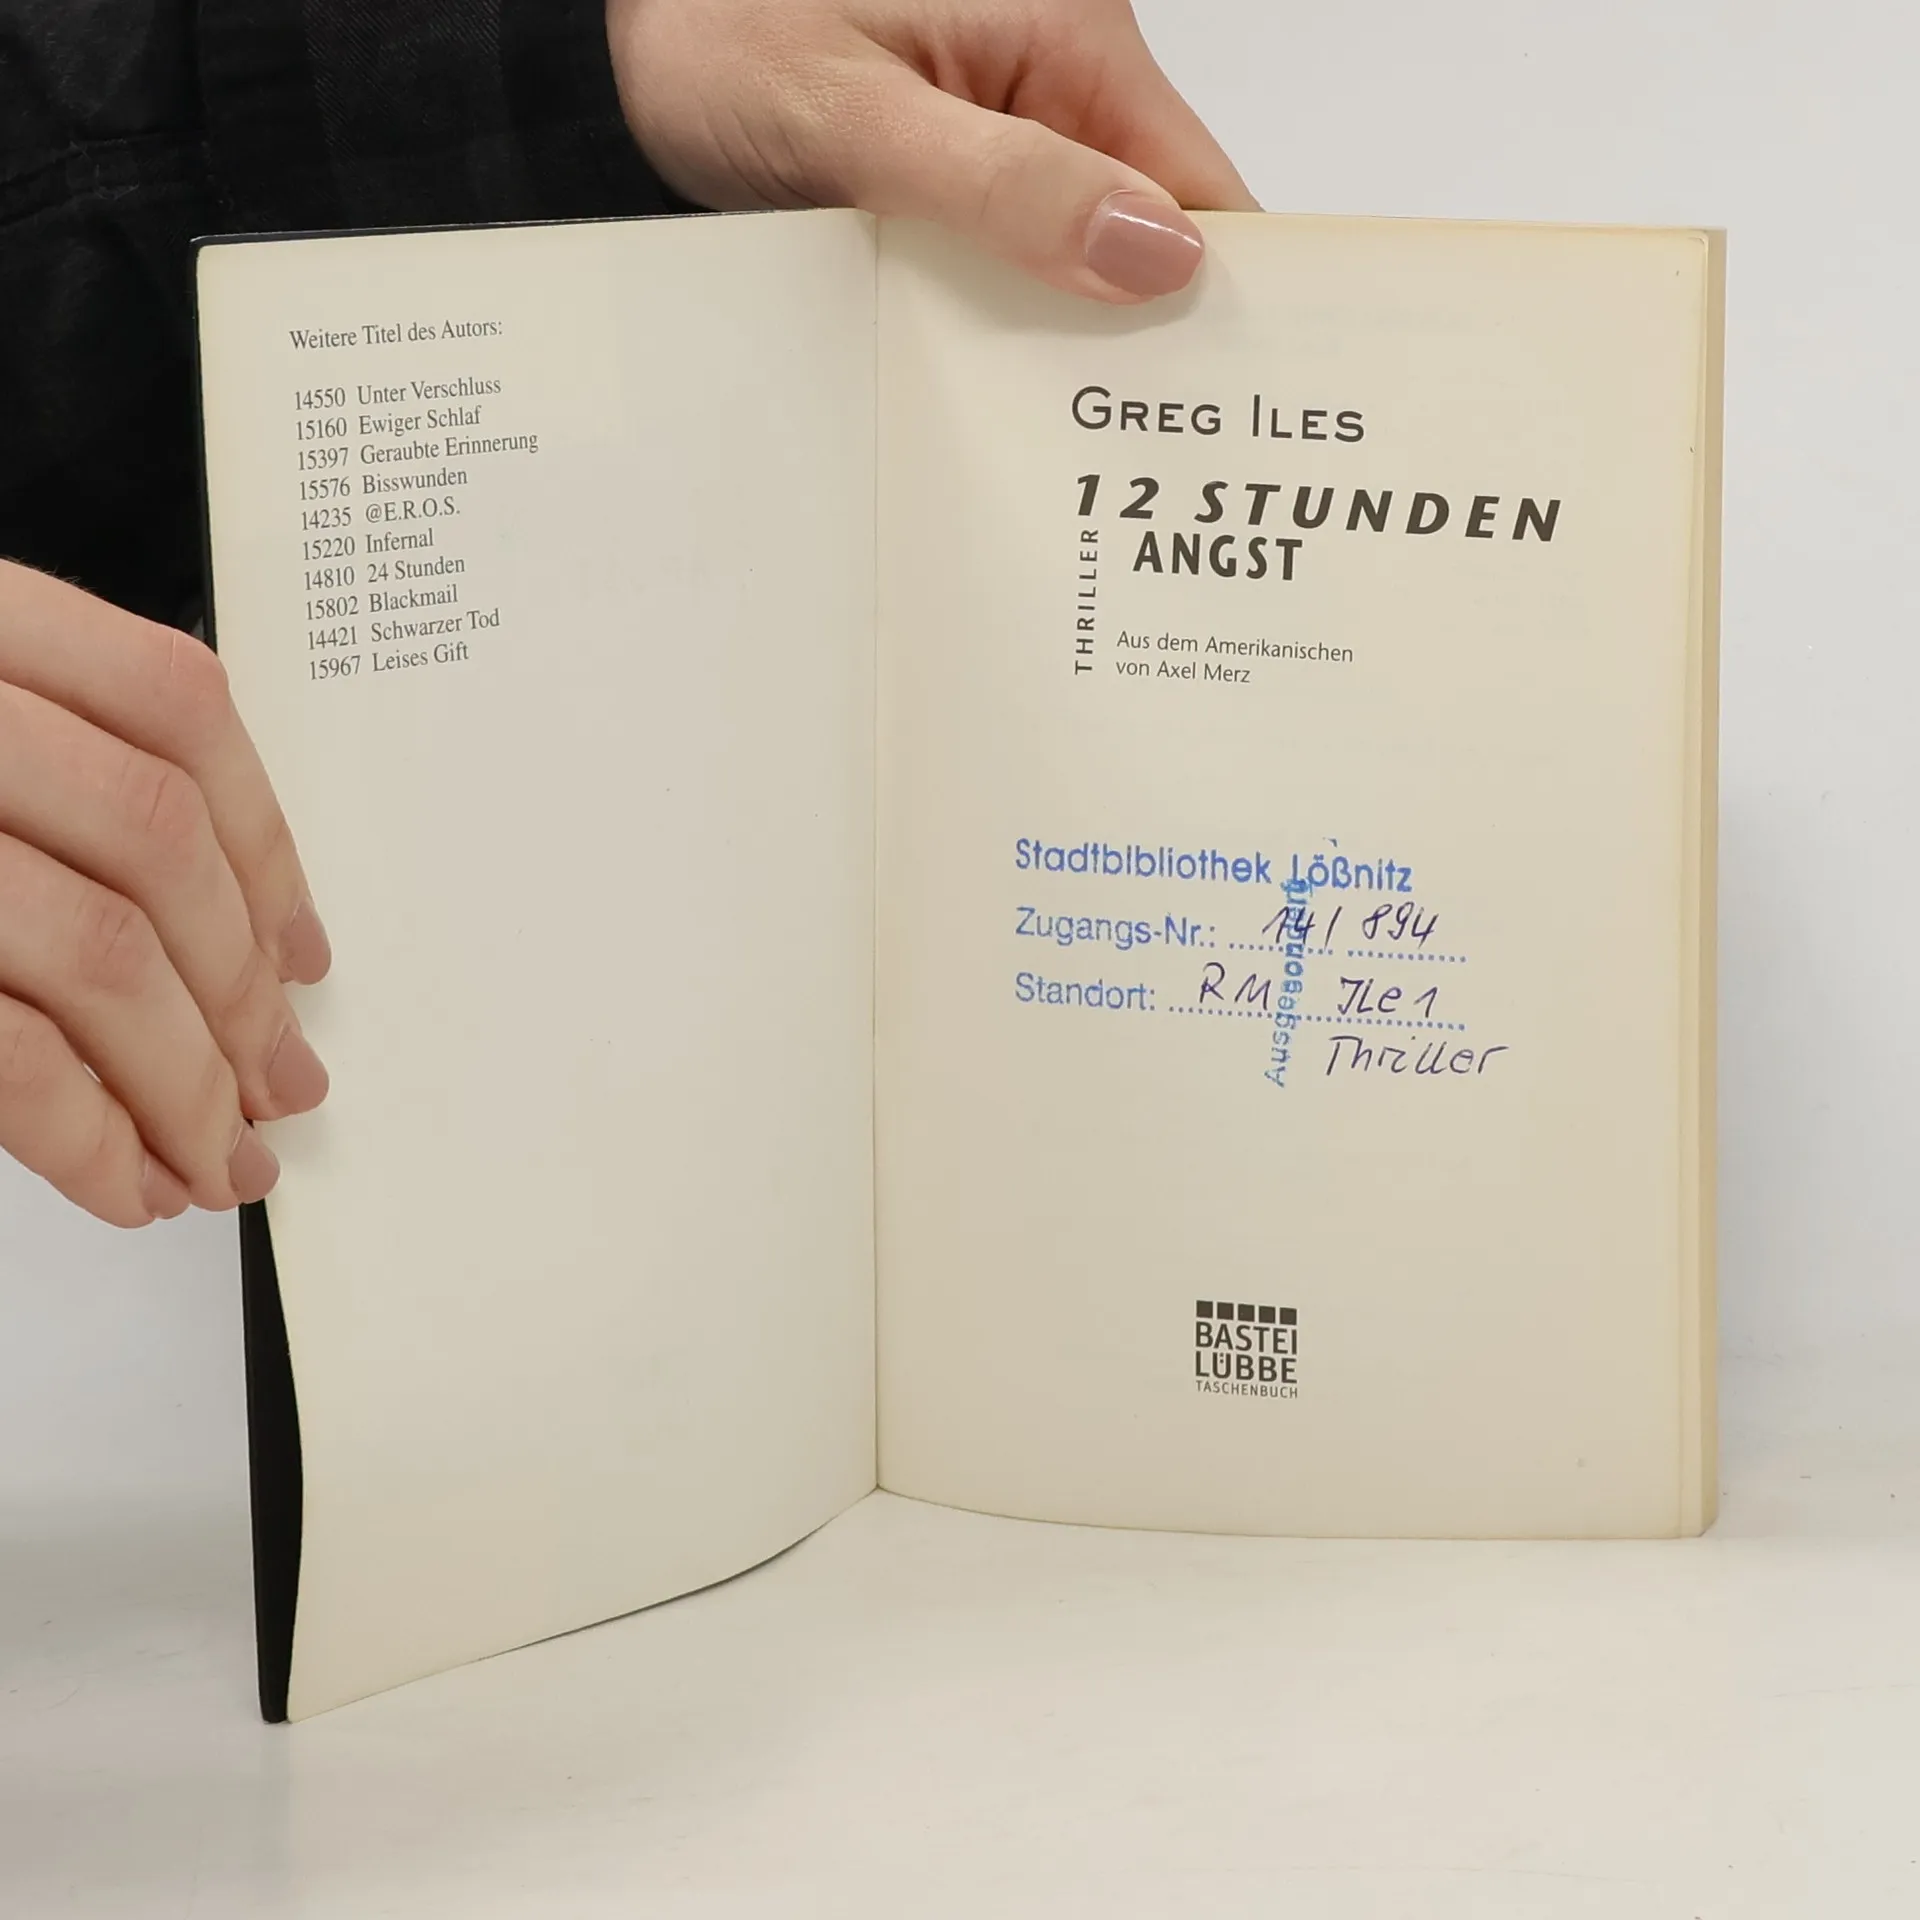 Weitere Titel des Autors:
14550 Unter Verschluss
15160 Ewiger Schlaf
15397 Geraubte Erinnerung
15576 Bisswunden
14235 @E.R.O.S.
15220 Infernal
14810 24 Stunden
15802 Blackmail
14421 Schwarzer Tod
15967 Leises Gift
GREG ILES
12 STUNDEN
ANGST
THRILLER
Aus dem Amerikanischen
von Axel Merz
Stadtbibliothek Lößnitz
Zugangs-Nr.: 14/ 894
Standort: RM Ile 1
Thriller
Ausgesondert
BASTEI
LÜBBE
TASCHENBUCH